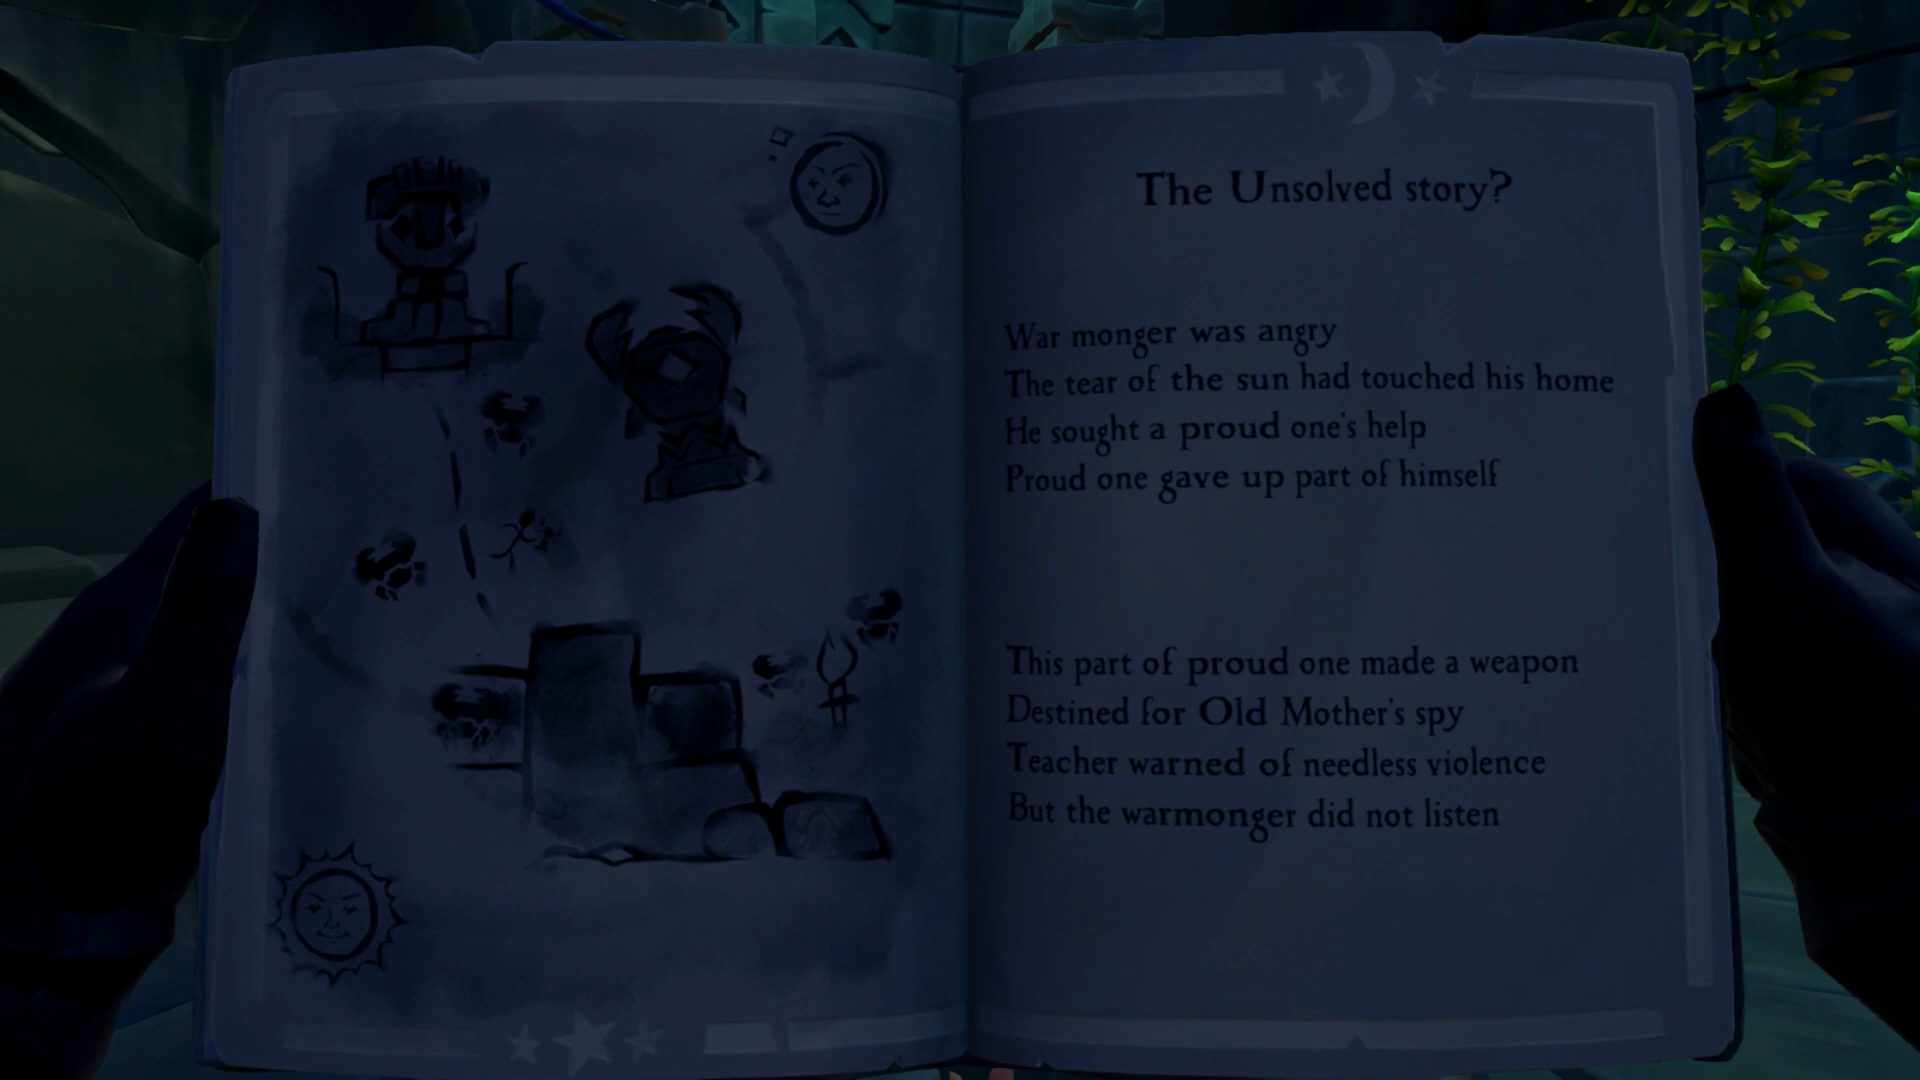 The Unsolved story?
War monger was angry
The tear of the sun had touched his home
He sought a proud one's help
Proud one gave up part of himself
This part of proud one made a weapon
Destined for Old Mother's spy
Teacher warned of needless violence
But the warmonger did not listen